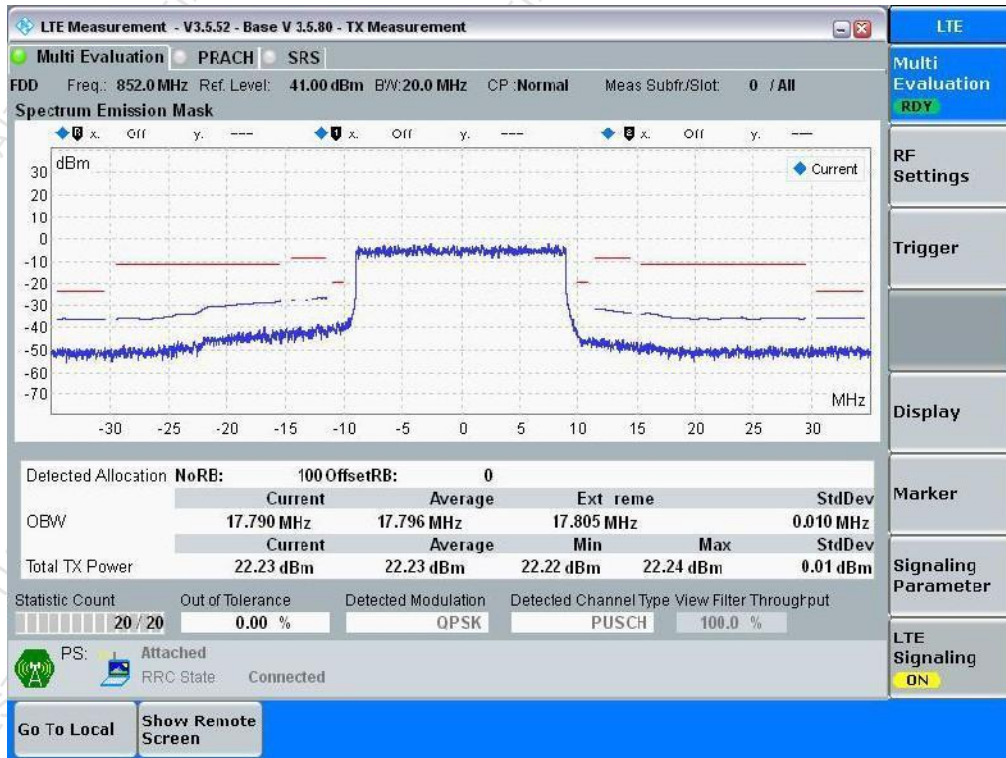 LTE Measurement - V3.5.52 - Base V 3.5.80 - TX Measurement
LTE
Multi Evaluation PRACH SRS
Multi
Evaluation
RDY
FDD Freq.: 852.0 MHz Ref. Level: 41.00 dBm BW: 20.0 MHz CP : Normal Meas Subfr./Slot: 0 / All
Spectrum Emission Mask
x. Off y. --- 1 x. Off y. --- 2 x. Off y. ---
dBm
Current
30
20
10
0
-10
-20
-30
-40
-50
-60
-70
MHz
-30 -25 -20 -15 -10 -5 0 5 10 15 20 25 30
RF
Settings
Trigger
Display
Marker
Signaling
Parameter
LTE
Signaling
ON
Detected Allocation NoRB: 100 OffsetRB: 0
Current Average Ext reme StdDev
OBW 17.790 MHz 17.796 MHz 17.805 MHz 0.010 MHz
Current Average Min Max StdDev
Total TX Power 22.23 dBm 22.23 dBm 22.22 dBm 22.24 dBm 0.01 dBm
Statistic Count Out of Tolerance Detected Modulation Detected Channel Type View Filter Throughput
20 / 20 0.00 % QPSK PUSCH 100.0 %
PS: Attached
RRC State Connected
Go To Local
Show Remote
Screen